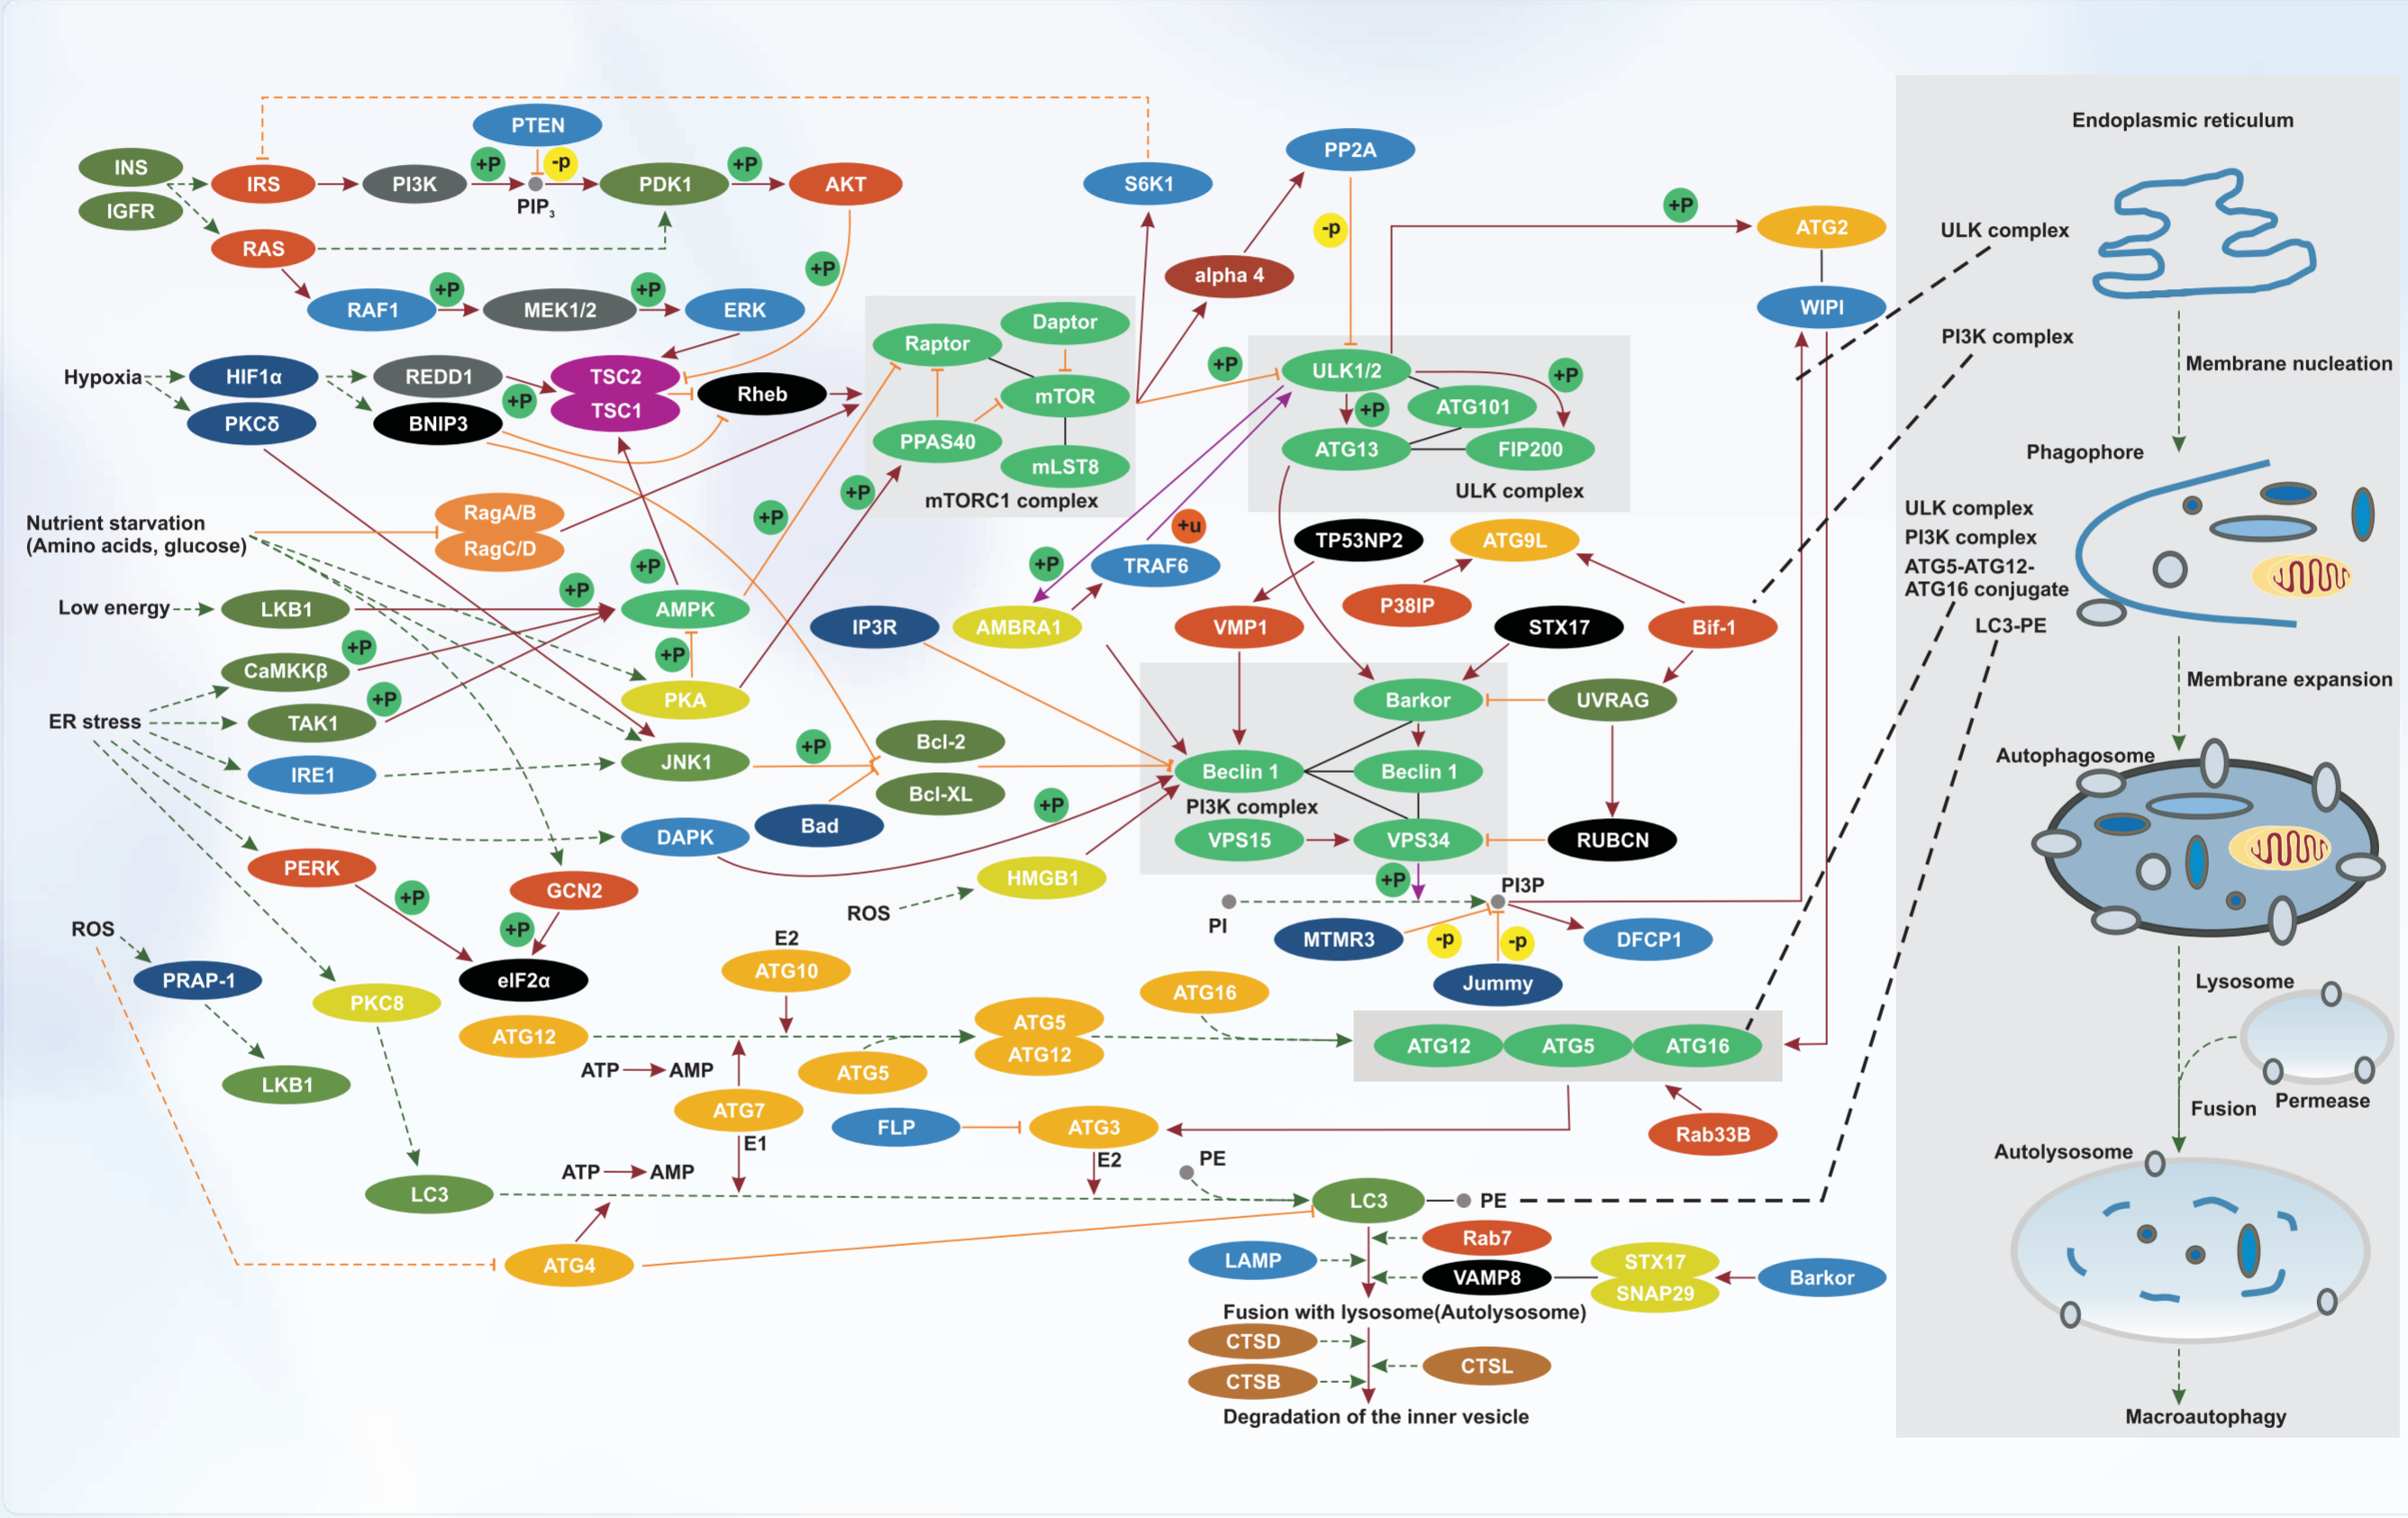 Endoplasmic reticulum
PTEN
PP2A
INS
+P
-p
+P
IRS
PI3K
PDK1
AKT
S6K1
IGFR
PIP3
+P
ULK complex
-p
ATG2
RAS
+P
alpha 4
+P
+P
RAF1
MEK1/2
ERK
WIPI
Daptor
Raptor
PI3K complex
Membrane nucleation
Hypoxia
HIF1α
REDD1
TSC2
+P
ULK1/2
+P
+P
Rheb
mTOR
TSC1
+P
ATG101
PKCδ
BNIP3
PPAS40
ATG13
FIP200
Phagophore
mLST8
+P
ULK complex
mTORC1 complex
RagA/B
+P
ULK complex
Nutrient starvation
(Amino acids, glucose)
+u
PI3K complex
RagC/D
TP53NP2
ATG9L
+P
+P
TRAF6
ATG5-ATG12-
ATG16 conjugate
+P
Low energy
LKB1
AMPK
P38IP
IP3R
AMBRA1
VMP1
STX17
Bif-1
LC3-PE
+P
+P
CaMKKβ
Membrane expansion
+P
PKA
Barkor
UVRAG
ER stress
TAK1
+P
Bcl-2
Autophagosome
JNK1
IRE1
Beclin 1
Beclin 1
Bcl-XL
PI3K complex
+P
Bad
DAPK
VPS15
VPS34
RUBCN
PERK
HMGB1
+P
PI3P
GCN2
+P
ROS
ROS
+P
PI
MTMR3
-p
-p
DFCP1
E2
ATG10
PRAP-1
eIF2α
Jummy
Lysosome
PKC8
ATG16
ATG12
ATG5
ATG12
ATG12
ATG5
ATG16
ATP
AMP
ATG5
LKB1
Permease
Fusion
ATG7
FLP
ATG3
Rab33B
E1
Autolysosome
E2
PE
ATP
AMP
LC3
LC3
PE
Rab7
LAMP
STX17
ATG4
VAMP8
Barkor
SNAP29
Fusion with lysosome(Autolysosome)
CTSD
CTSL
CTSB
Degradation of the inner vesicle
Macroautophagy